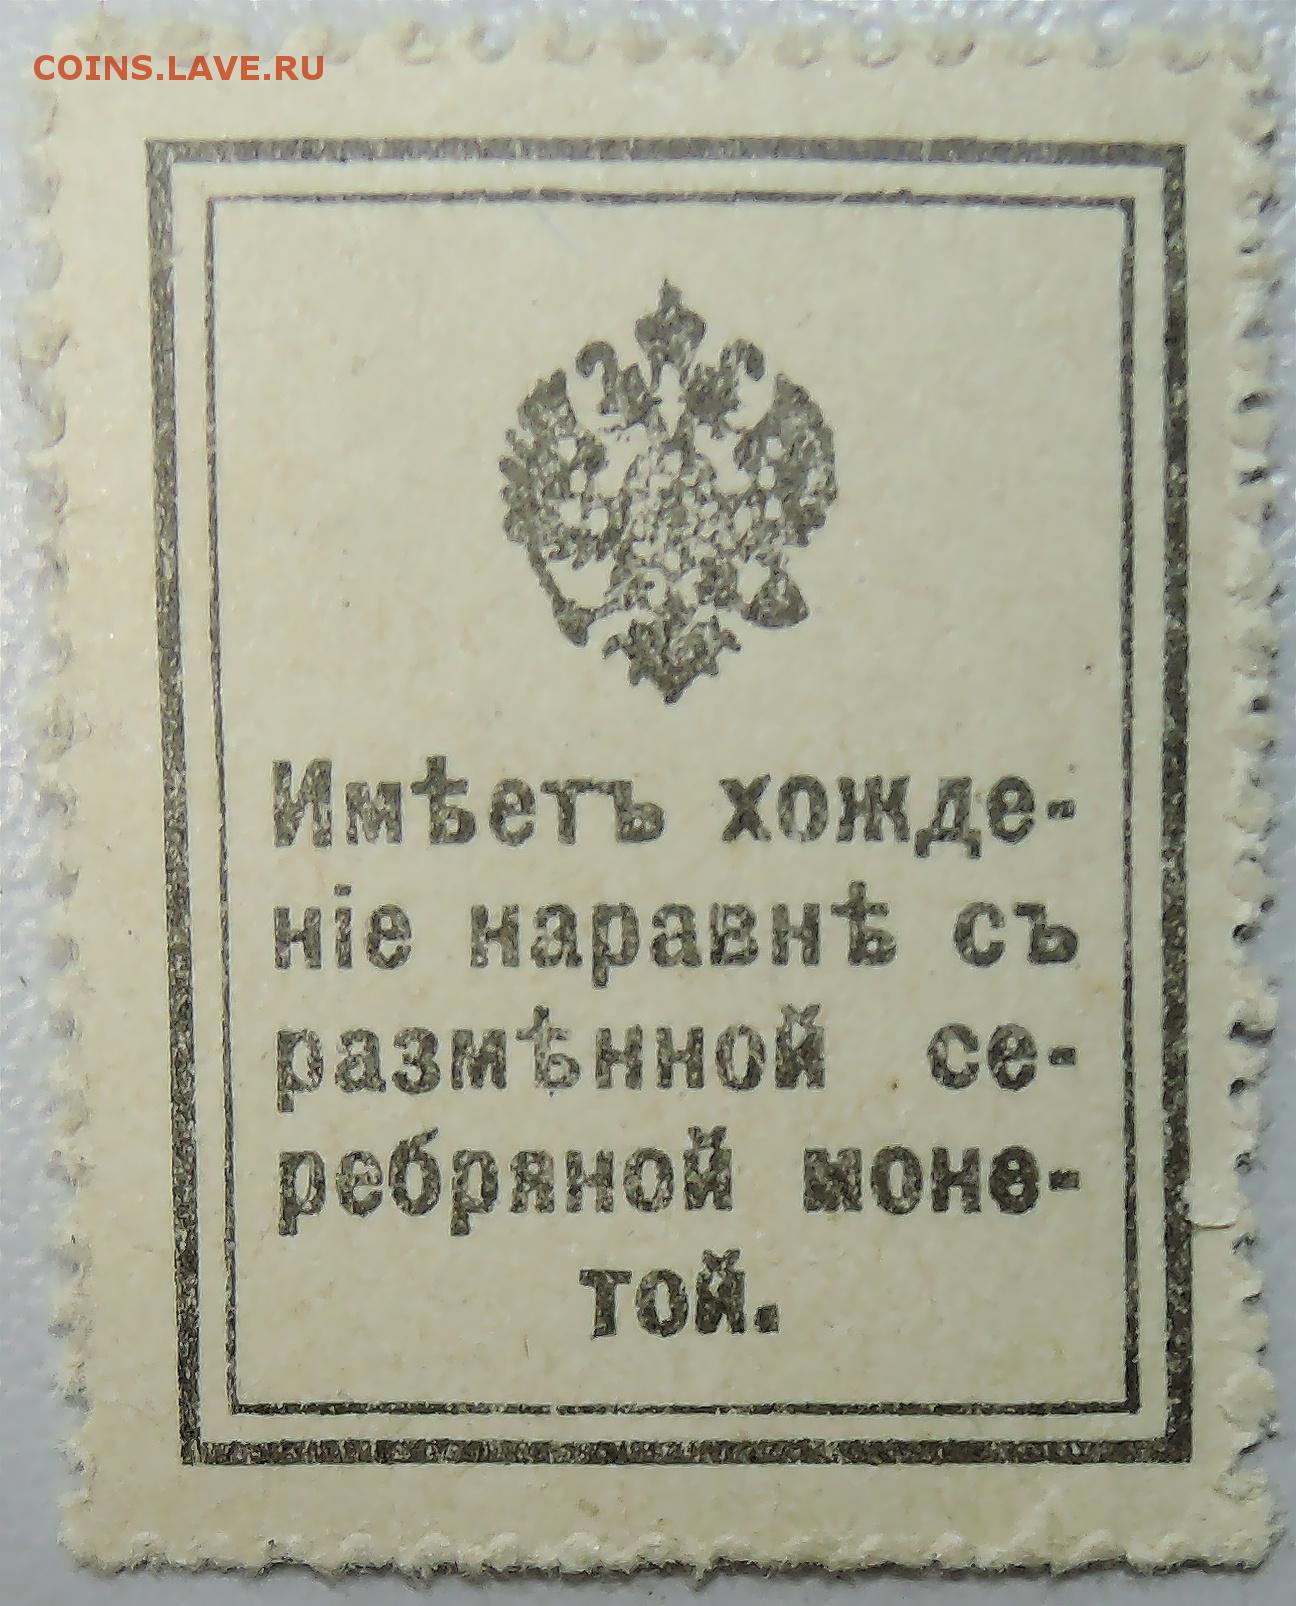 COINS.LAVE.RU
Имѣетъ хожде-
ніе наравнѣ съ
размѣнной се-
ребряной моне-
той.